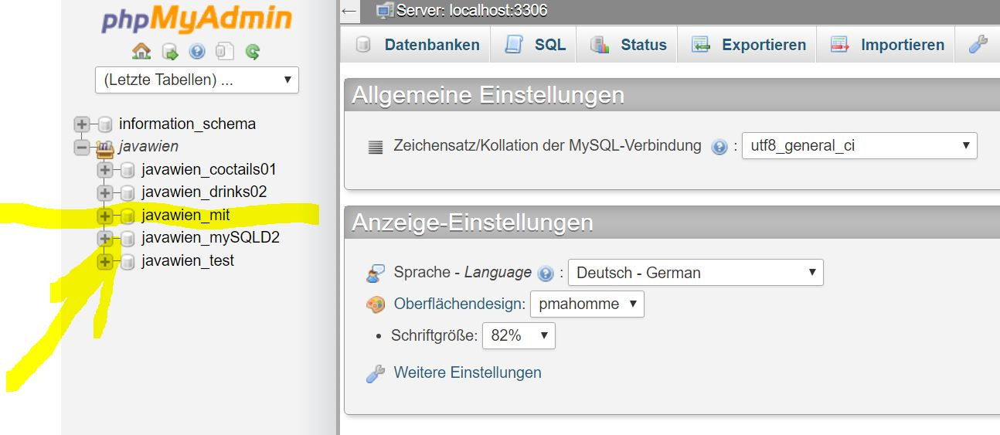 phpMyAdmin
(Letzte Tabellen) ...
information_schema
javawien
javawien_coctails01
javawien_drinks02
javawien_mit
javawien_mySQLD2
javawien_test
Server: localhost:3306
Datenbanken SQL Status Exportieren Importieren
Allgemeine Einstellungen
Zeichensatz/Kollation der MySQL-Verbindung : utf8_general_ci
Anzeige-Einstellungen
Sprache - Language : Deutsch - German
Oberflächendesign: pmahomme
• Schriftgröße: 82%
Weitere Einstellungen